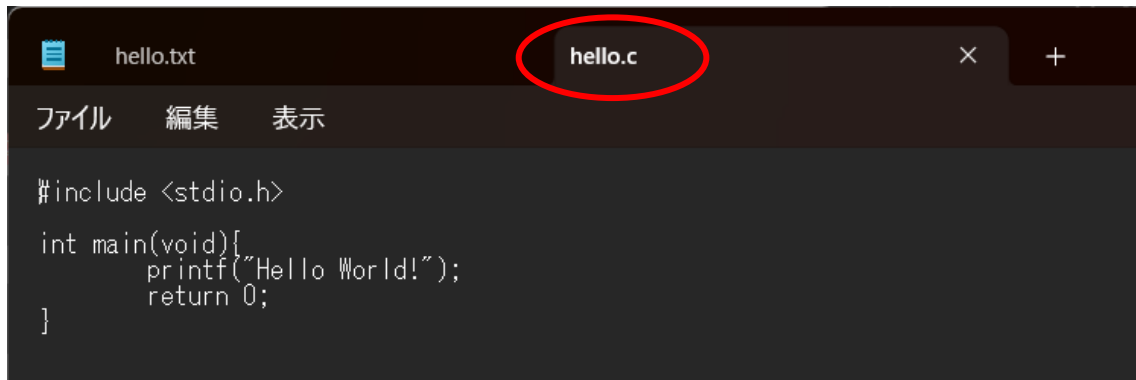 hello.txt hello.c × +
ファイル 編集 表示
#include <stdio.h>
int main(void){
printf("Hello World!");
return 0;
}